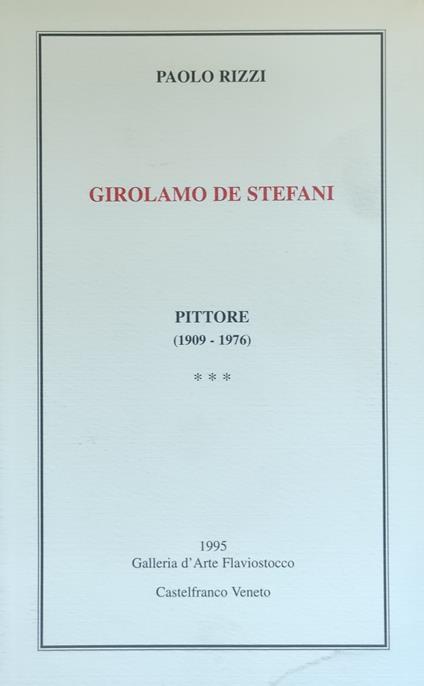 PAOLO RIZZI
GIROLAMO DE STEFANI
PITTORE
(1909 - 1976)
* * *
1995
Galleria d'Arte Flaviostocco
Castelfranco Veneto